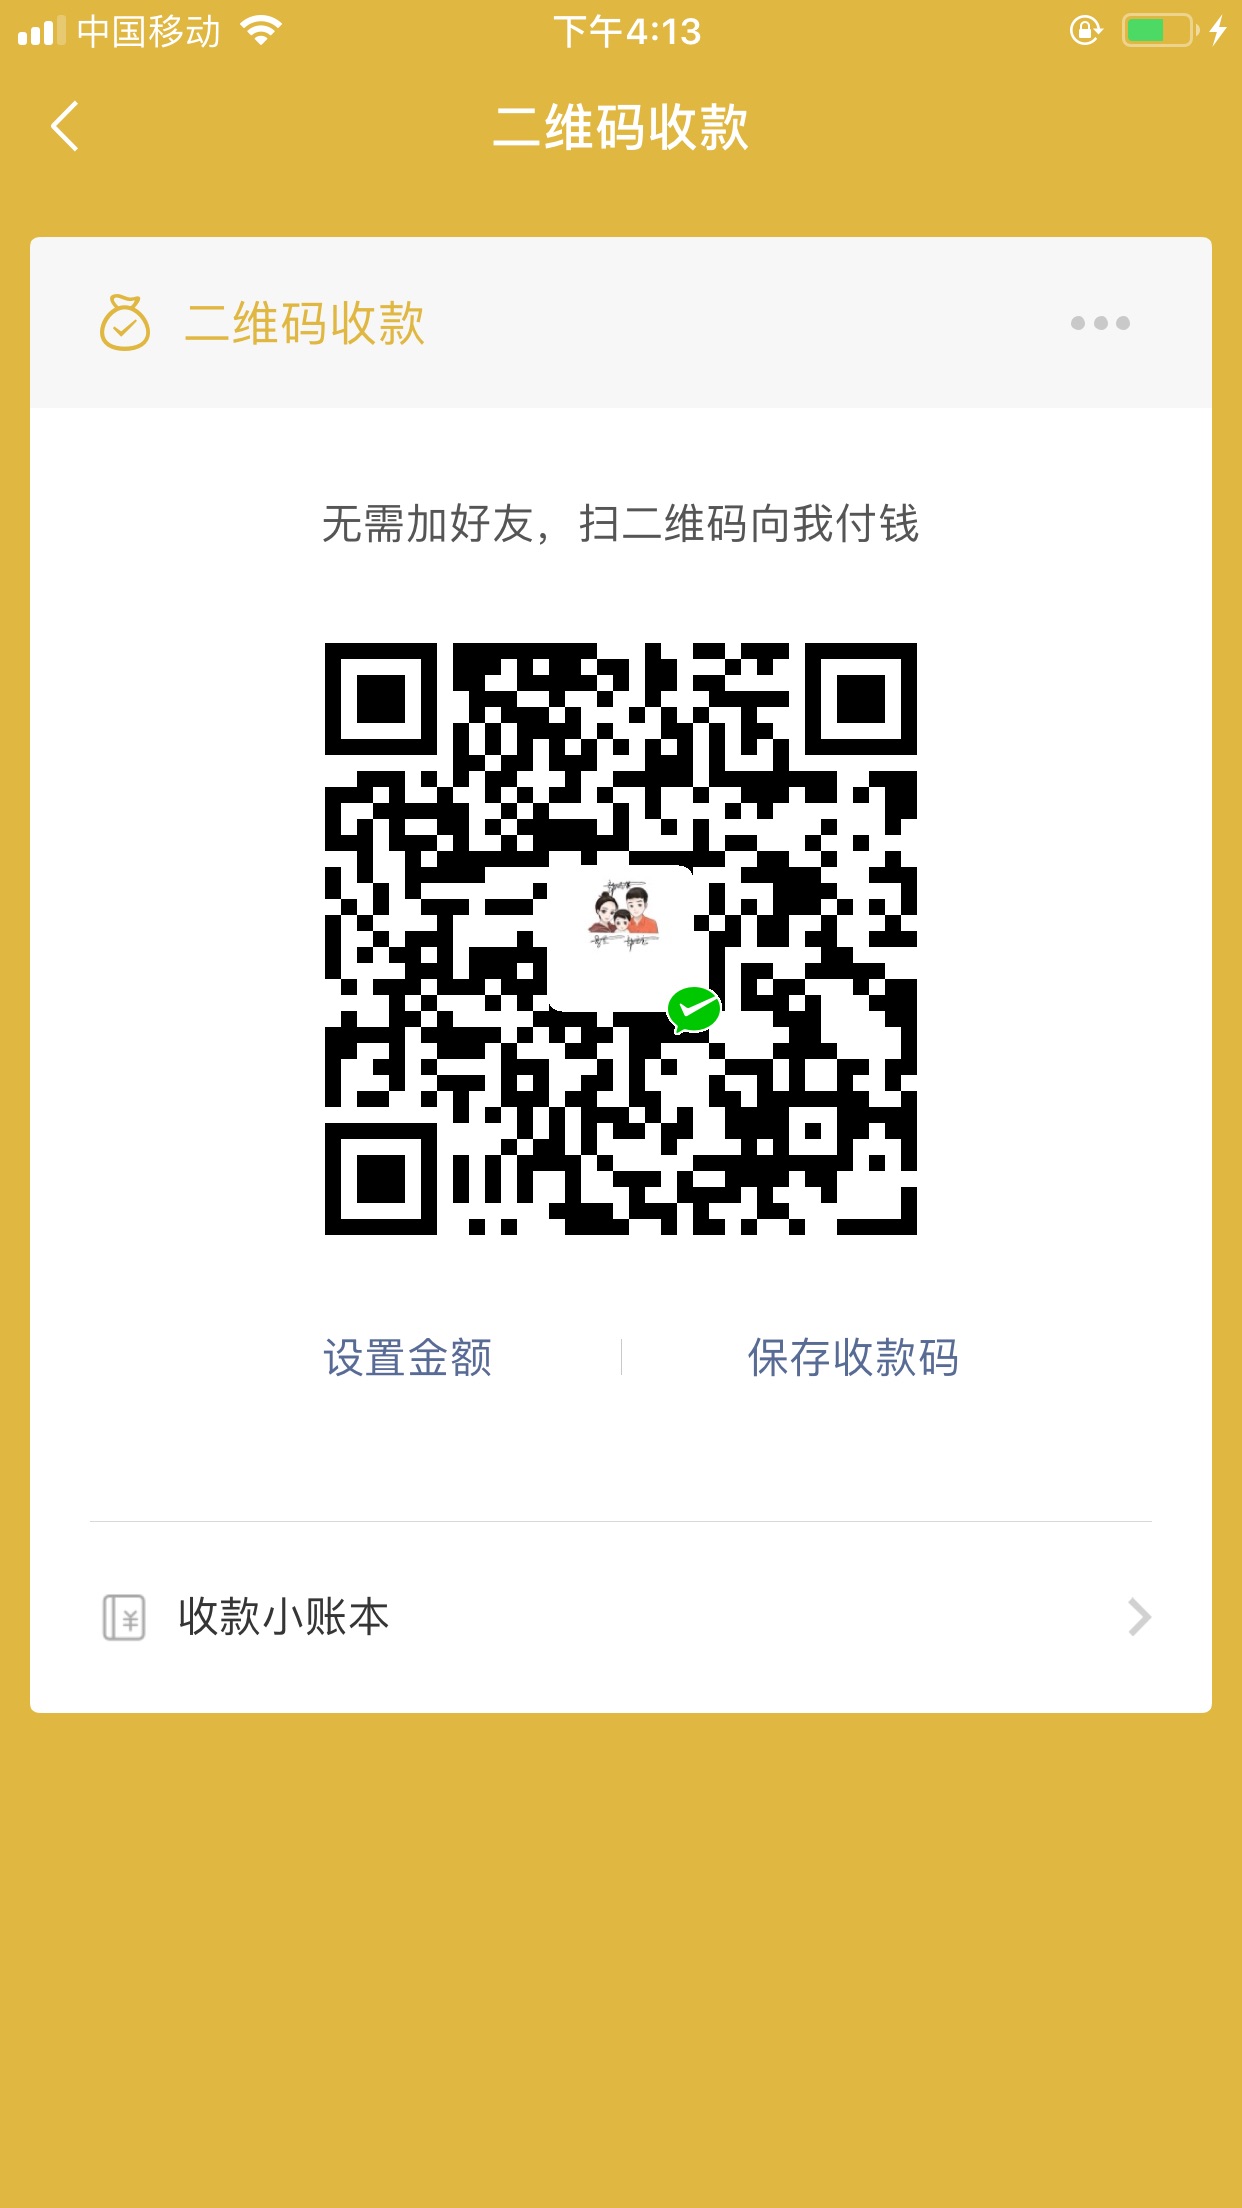 中国移动
下午4:13
二维码收款
二维码收款
无需加好友，扫二维码向我付钱
设置金额
保存收款码
收款小账本